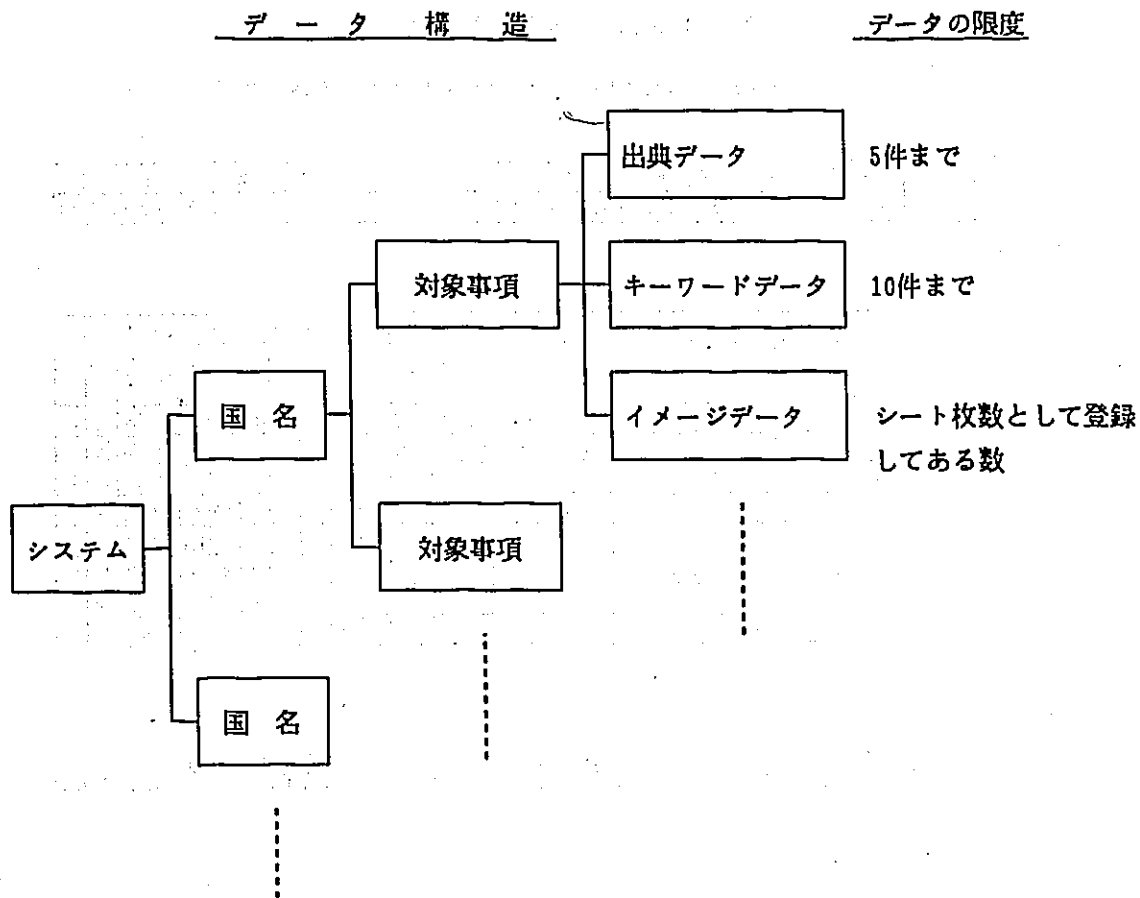 データ構造 データの限度
出典データ 5件まで
対象事項 キーワードデータ 10件まで
国名 イメージデータ シート枚数として登録
してある数
システム 対象事項
国名